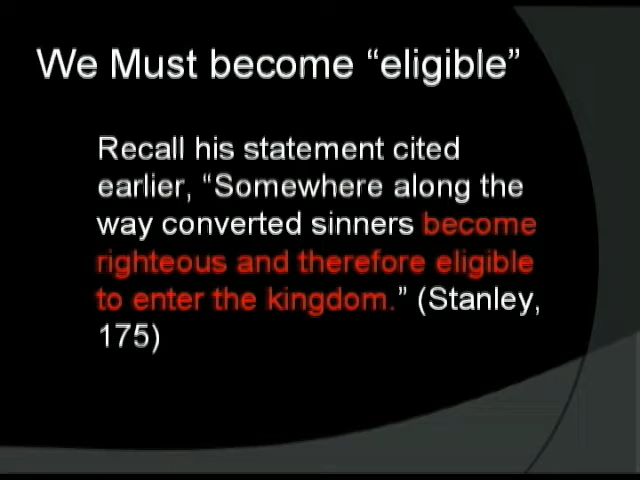 We Must become “eligible”
Recall his statement cited
earlier, “Somewhere along the
way converted sinners become
righteous and therefore eligible
to enter the kingdom.” (Stanley,
175)